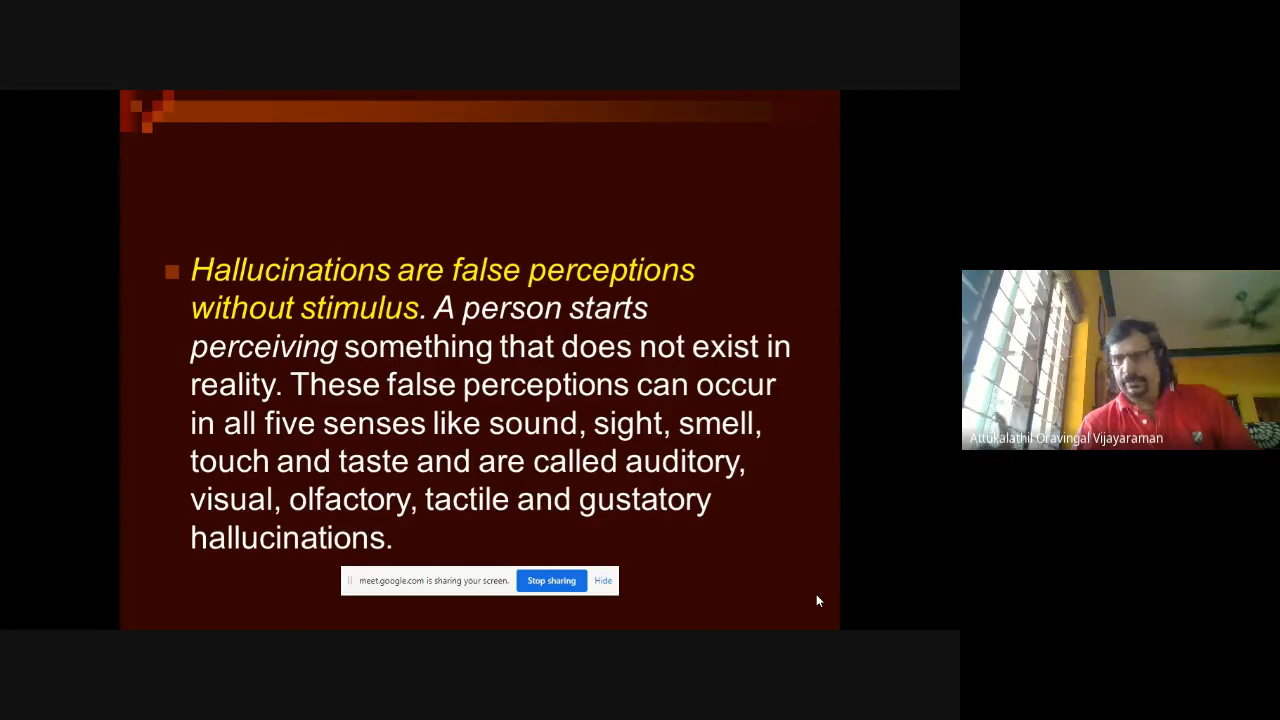 Hallucinations are false perceptions
without stimulus. A person starts
perceiving something that does not exist in
reality. These false perceptions can occur
in all five senses like sound, sight, smell,
touch and taste and are called auditory,
visual, olfactory, tactile and gustatory
hallucinations.
meet.google.com is sharing your screen. Stop sharing Hide
Attukalathil Oravingal Vijayaraman